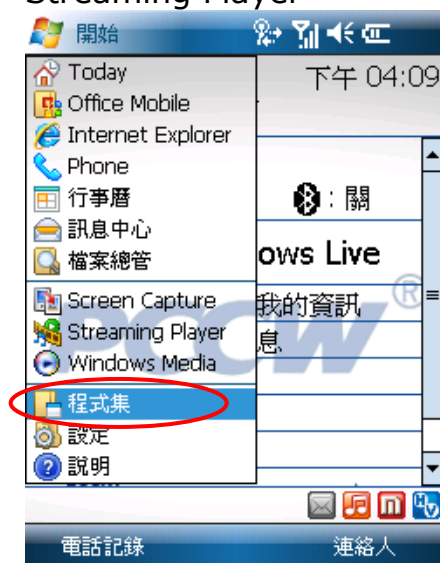 Streaming Player
開始
Today
下午 04:09
Office Mobile
Internet Explorer
Phone
行事曆
：關
訊息中心
檔案總管
ows Live
Screen Capture
我的資訊
Streaming Player
息
Windows Media
PCCW®
程式集
設定
說明
電話記錄
連絡人